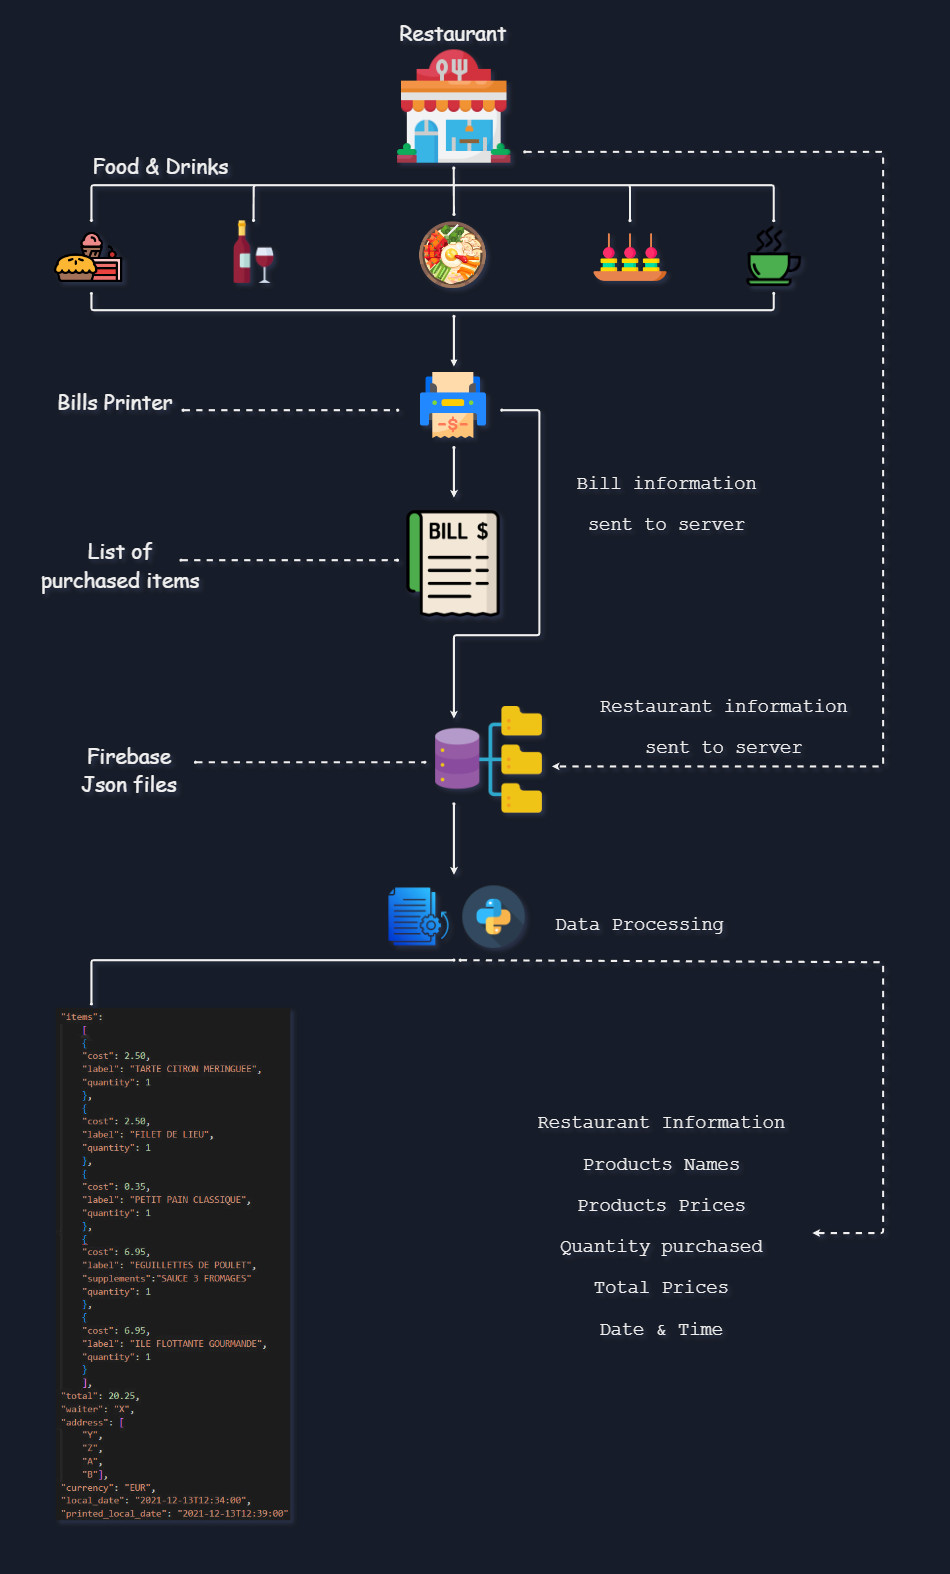 Restaurant
Food & Drinks
Bills Printer
-$-
Bill information
sent to server
BILL $
List of
purchased items
Restaurant information
sent to server
Firebase
Json files
Data Processing
"items":
[
{
"cost": 2.50,
"label": "TARTE CITRON MERINGUEE",
"quantity": 1
},
{
"cost": 2.50,
"label": "FILET DE LIEU",
"quantity": 1
},
{
"cost": 0.35,
"label": "PETIT PAIN CLASSIQUE",
"quantity": 1
},
{
"cost": 6.95,
"label": "EGUILLETTES DE POULET",
"supplements":"SAUCE 3 FROMAGES"
"quantity": 1
},
{
"cost": 6.95,
"label": "ILE FLOTTANTE GOURMANDE",
"quantity": 1
}
],
"total": 20.25,
"waiter": "X",
"address": [
"Y",
"Z",
"A",
"B"],
"currency": "EUR",
"local_date": "2021-12-13T12:34:00",
"printed_local_date": "2021-12-13T12:39:00"
Restaurant Information
Products Names
Products Prices
Quantity purchased
Total Prices
Date & Time